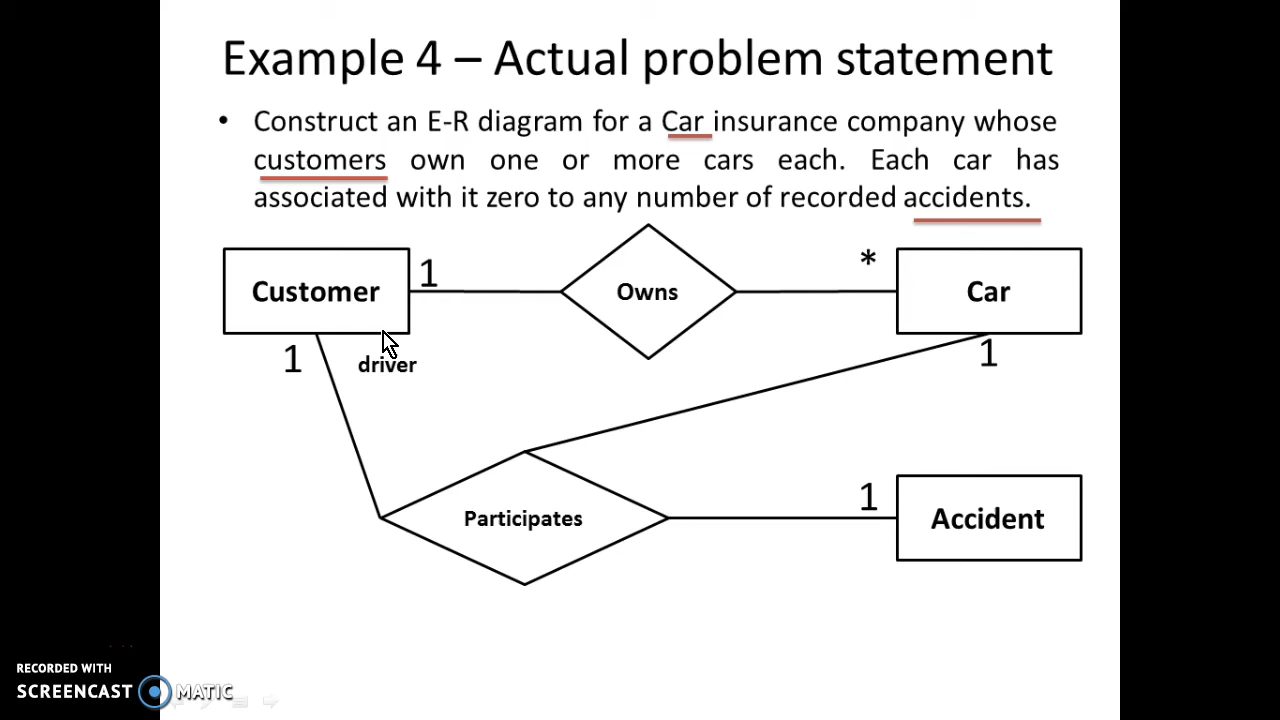 Example 4 – Actual problem statement
• Construct an E-R diagram for a Car insurance company whose
customers own one or more cars each. Each car has
associated with it zero to any number of recorded accidents.
Customer
1
Owns
*
Car
1
driver
1
Participates
1
Accident
RECORDED WITH
SCREENCAST MATIC